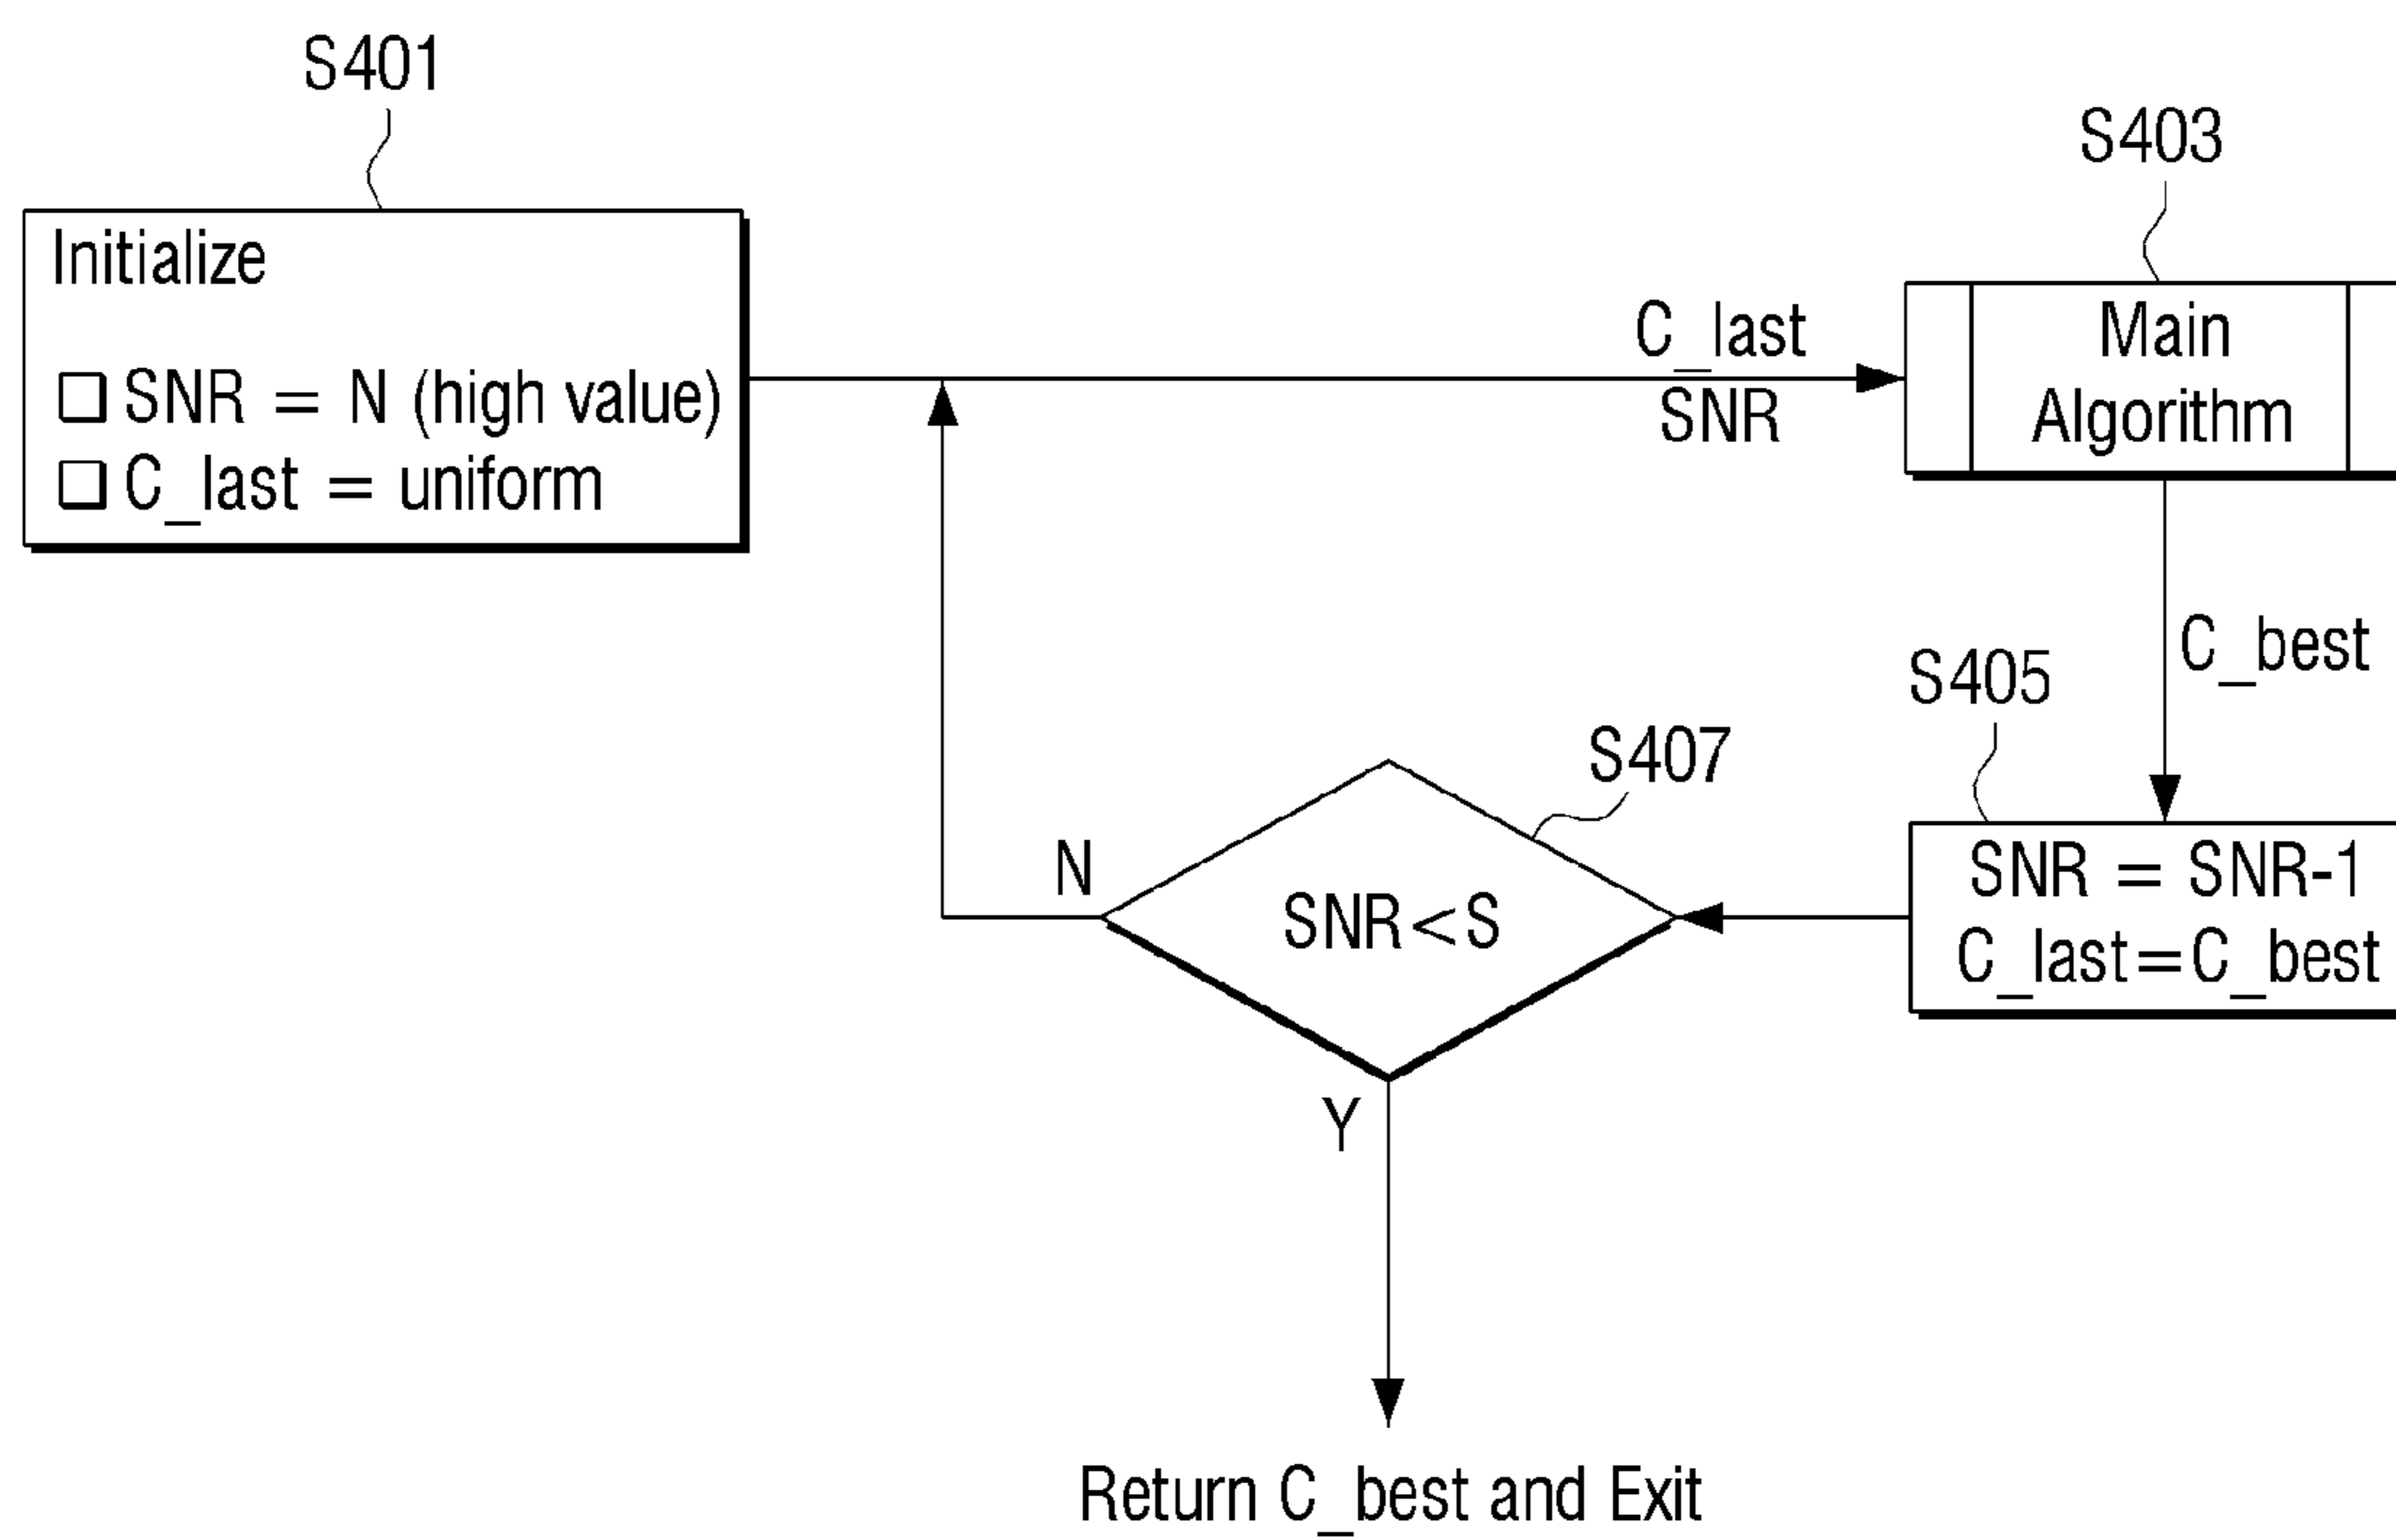 S401
Initialize
☐ SNR = N (high value)
☐ C_last = uniform
S403
C_last
SNR
Main
Algorithm
C_best
S405
SNR = SNR-1
C_last=C_best
S407
SNR<S
N
Y
Return C_best and Exit